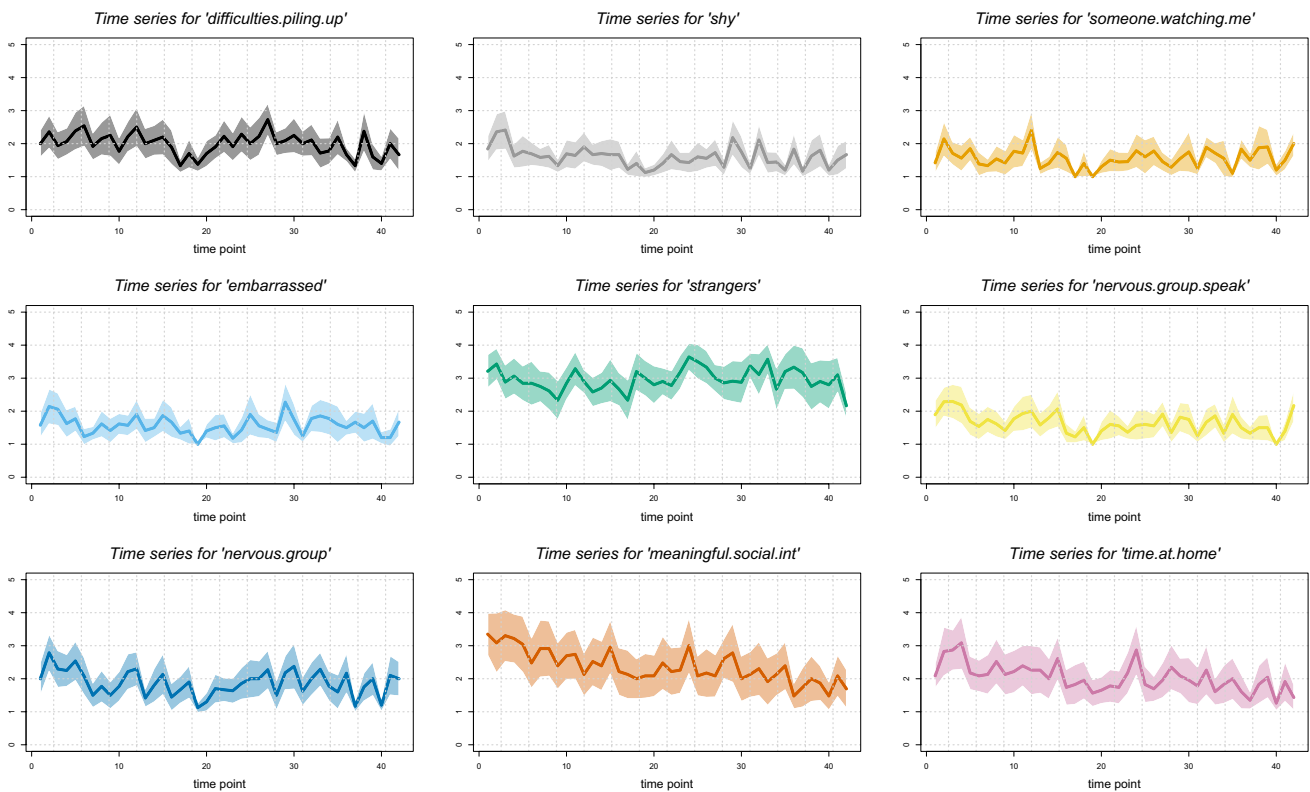 Time series for 'difficulties.piling.up'
5
4
3
2
1
0
0 10 20 30 40
time point
Time series for 'shy'
5
4
3
2
1
0
0 10 20 30 40
time point
Time series for 'someone.watching.me'
5
4
3
2
1
0
0 10 20 30 40
time point
Time series for 'embarrassed'
5
4
3
2
1
0
0 10 20 30 40
time point
Time series for 'strangers'
5
4
3
2
1
0
0 10 20 30 40
time point
Time series for 'nervous.group.speak'
5
4
3
2
1
0
0 10 20 30 40
time point
Time series for 'nervous.group'
5
4
3
2
1
0
0 10 20 30 40
time point
Time series for 'meaningful.social.int'
5
4
3
2
1
0
0 10 20 30 40
time point
Time series for 'time.at.home'
5
4
3
2
1
0
0 10 20 30 40
time point